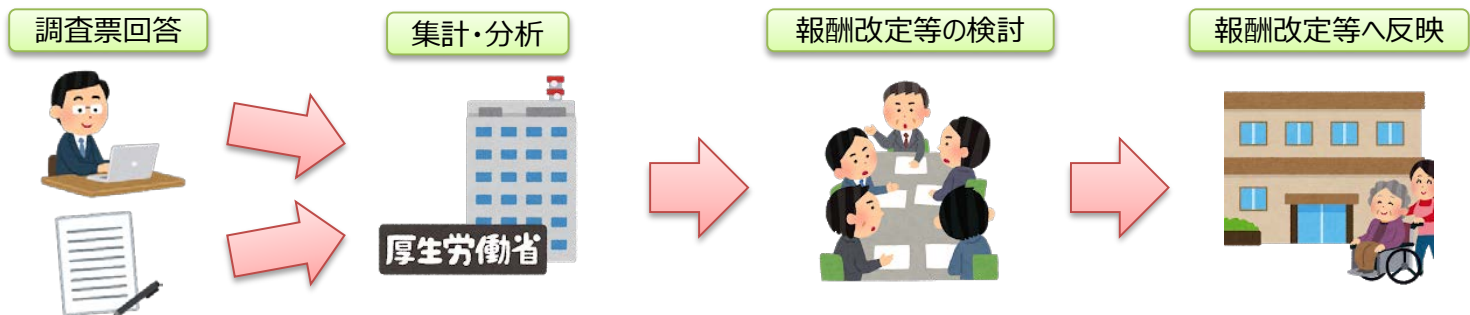 調査票回答
集計・分析
報酬改定等の検討
報酬改定等へ反映
厚生労働省